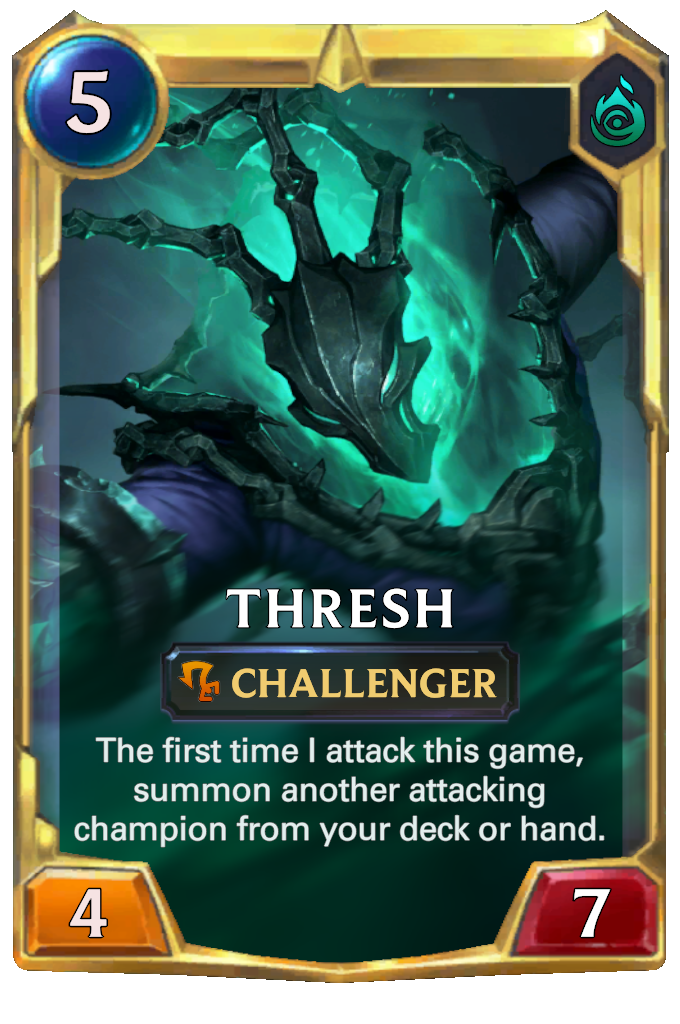 5
THRESH
CHALLENGER
The first time I attack this game,
summon another attacking
champion from your deck or hand.
4
7